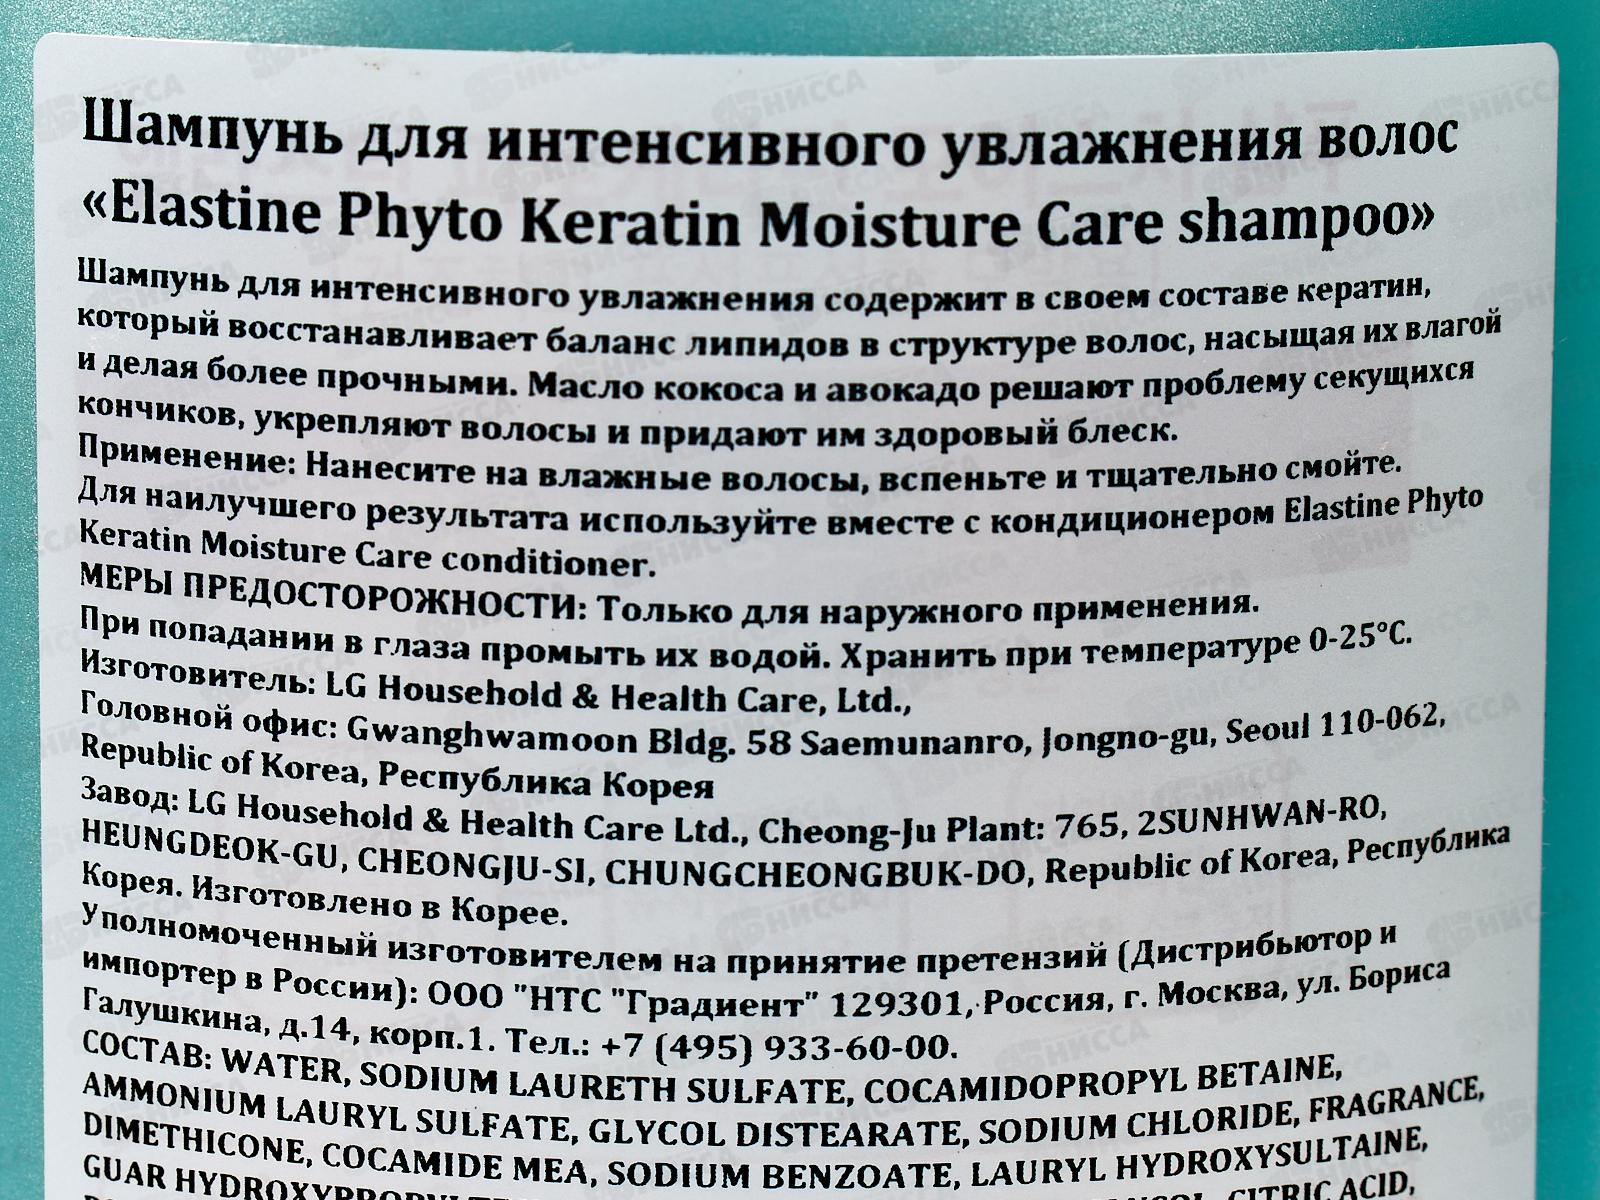 Шампунь для интенсивного увлажнения волос
«Elastine Phyto Keratin Moisture Care shampoo»
Шампунь для интенсивного увлажнения содержит в своем составе кератин,
который восстанавливает баланс липидов в структуре волос, насыщая их влагой
и делая более прочными. Масло кокоса и авокадо решают проблему секущихся
кончиков, укрепляют волосы и придают им здоровый блеск.
Применение: Нанесите на влажные волосы, вспеньте и тщательно смойте.
Для наилучшего результата используйте вместе с кондиционером Elastine Phyto
Keratin Moisture Care conditioner.
МЕРЫ ПРЕДОСТОРОЖНОСТИ: Только для наружного применения.
При попадании в глаза промыть их водой. Хранить при температуре 0-25°С.
Изготовитель: LG Household & Health Care, Ltd.,
Головной офис: Gwanghwamoon Bldg. 58 Saemunanro, Jongno-gu, Seoul 110-062,
Republic of Korea, Республика Корея
Завод: LG Household & Health Care Ltd., Cheong-Ju Plant: 765, 2SUNHWAN-RO,
HEUNGDEOK-GU, CHEONGJU-SI, CHUNGCHEONGBUK-DO, Republic of Korea, Республика
Корея. Изготовлено в Корее.
Уполномоченный изготовителем на принятие претензий (Дистрибьютор и
импортер в России): ООО "НТС "Градиент" 129301, Россия, г. Москва, ул. Бориса
Галушкина, д.14, корп.1. Тел.: +7 (495) 933-60-00.
СОСТАВ: WATER, SODIUM LAURETH SULFATE, COCAMIDOPROPYL BETAINE,
AMMONIUM LAURYL SULFATE, GLYCOL DISTEARATE, SODIUM CHLORIDE, FRAGRANCE,
DIMETHICONE, COCAMIDE MEA, SODIUM BENZOATE, LAURYL HYDROXYSULTAINE,
GUAR CITRIC ACID,